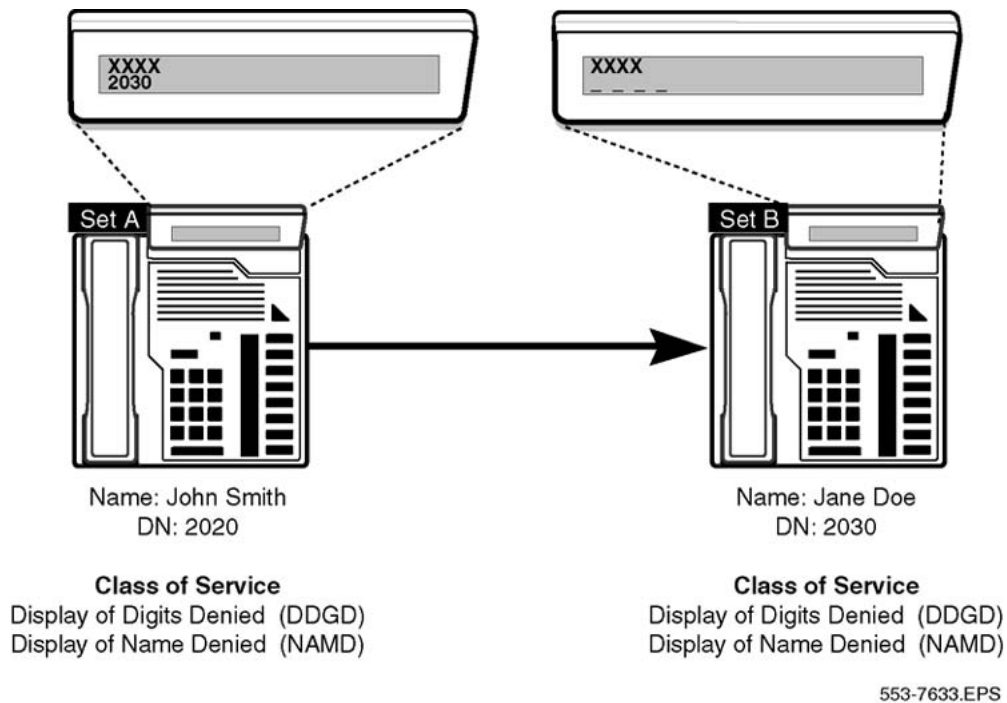 XXXX
2030
XXXX
_ _ _ _
Set A
Set B
Name: John Smith
DN: 2020
Name: Jane Doe
DN: 2030
Class of Service
Display of Digits Denied (DDGD)
Display of Name Denied (NAMD)
Class of Service
Display of Digits Denied (DDGD)
Display of Name Denied (NAMD)
553-7633.EPS